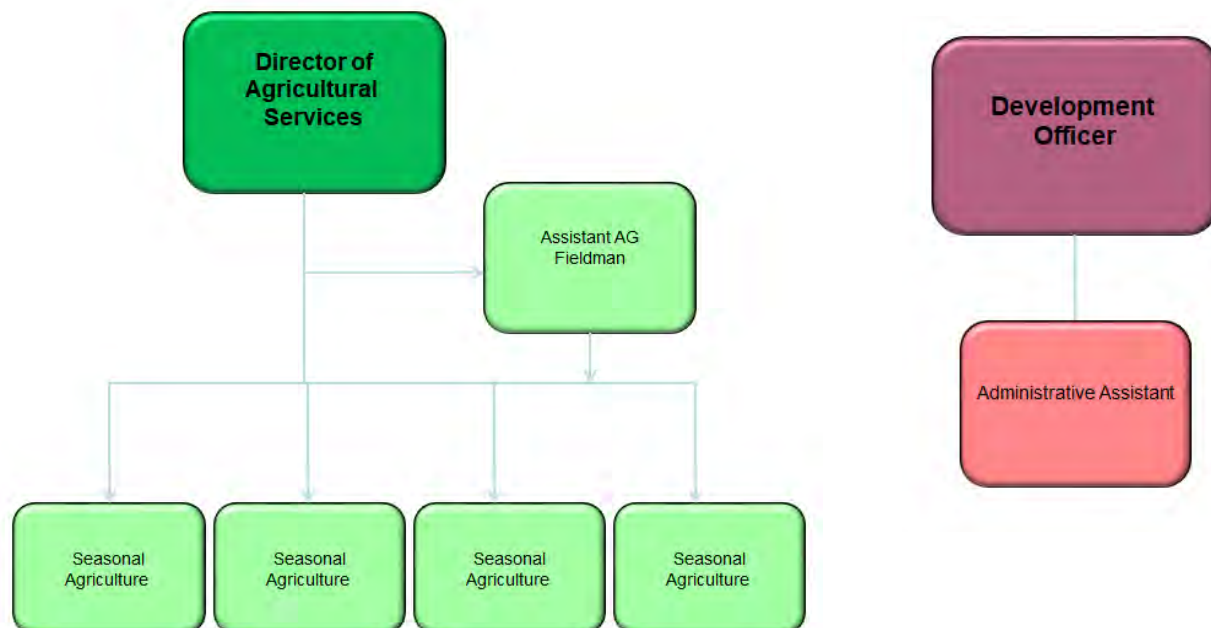 Director of
Agricultural
Services
Development
Officer
Assistant AG
Fieldman
Administrative Assistant
Seasonal
Agriculture
Seasonal
Agriculture
Seasonal
Agriculture
Seasonal
Agriculture